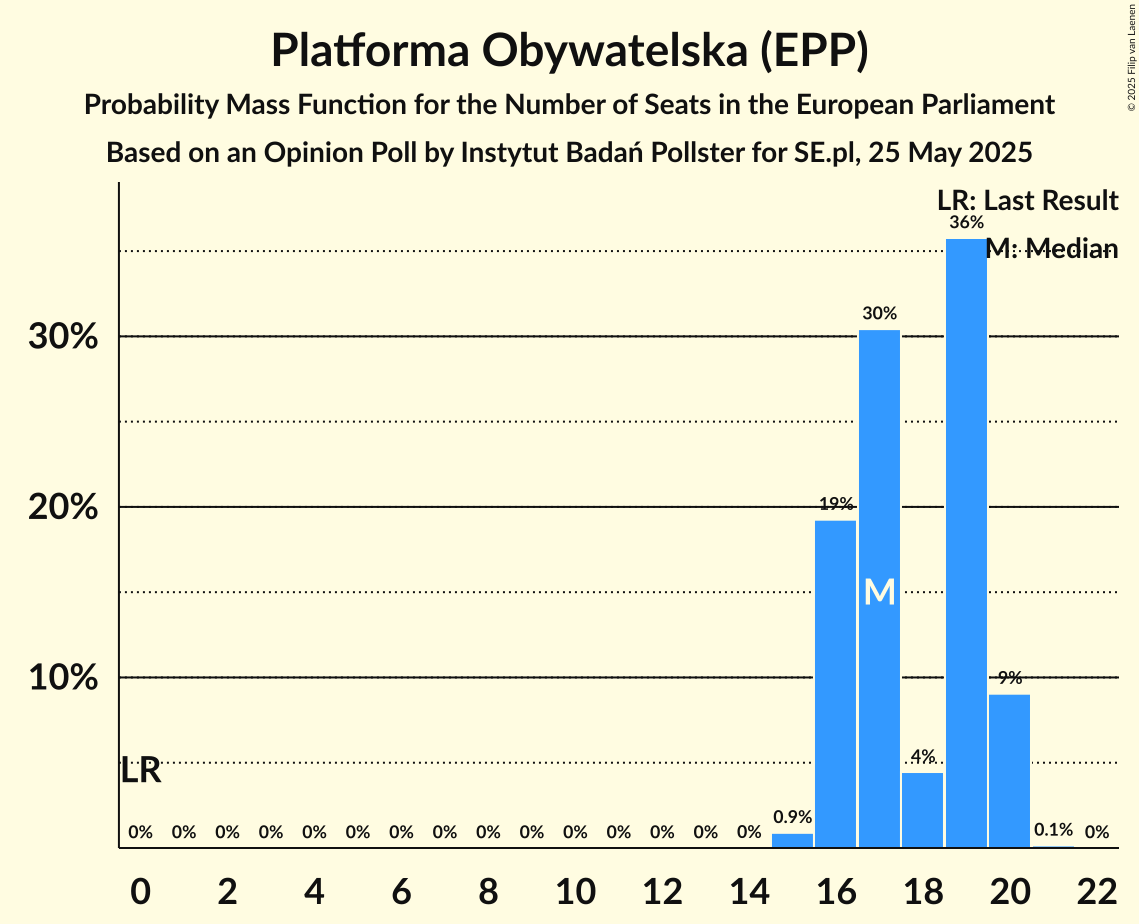 Platforma Obywatelska (EPP)
Probability Mass Function for the Number of Seats in the European Parliament
Based on an Opinion Poll by Instytut Badań Pollster for SE.pl, 25 May 2025
© 2025 Filip van Laenen
LR: Last Result
M: Median
30%
20%
10%
36%
30%
19%
M
9%
4%
LR
0% 0% 0% 0% 0% 0% 0% 0% 0% 0% 0% 0% 0% 0% 0% 0.9% 0.1% 0%
0 2 4 6 8 10 12 14 16 18 20 22